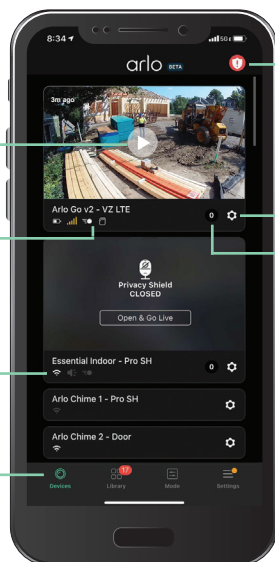 8:34
5G
arlo BETA
3m ago
Arlo Go v2 - VZ LTE
0
Privacy Shield
CLOSED
Open & Go Live
Essential Indoor - Pro SH
0
Arlo Chime 1 - Pro SH
Arlo Chime 2 - Door
17
Devices Library Mode Settings